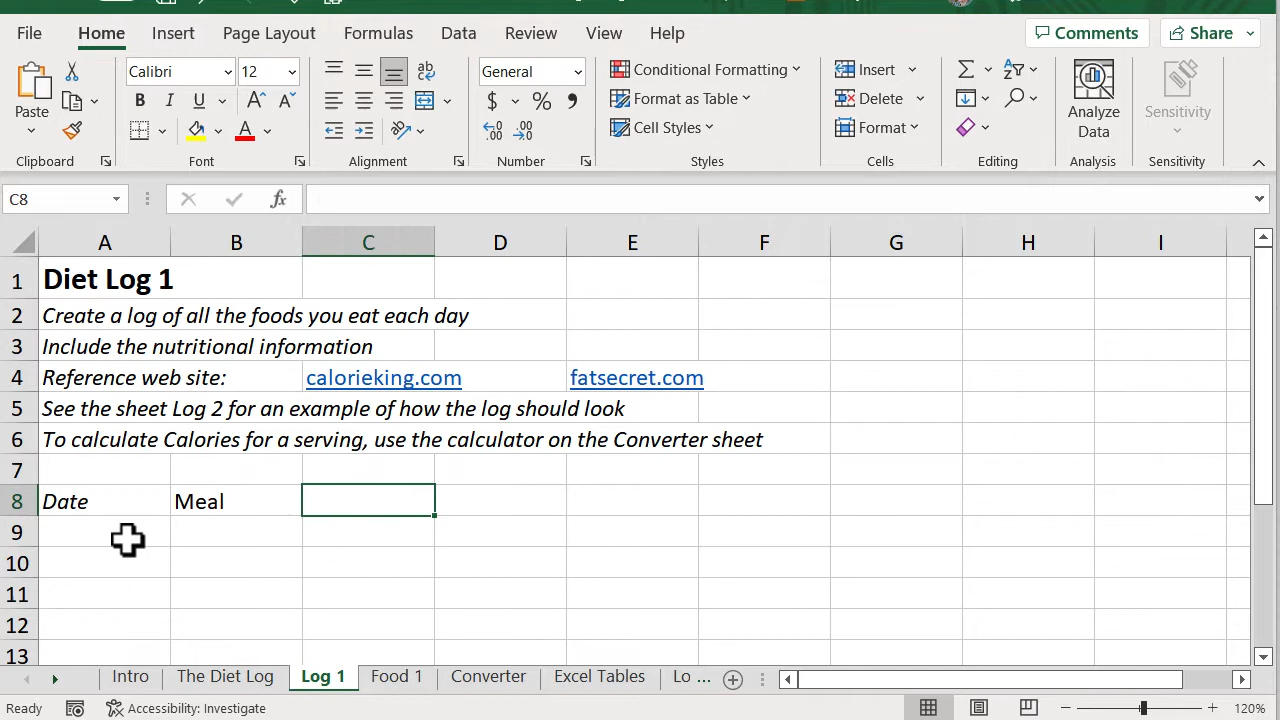 File Home Insert Page Layout Formulas Data Review View Help Comments Share
Calibri 12 ab General Conditional Formatting Insert
Paste B I U A A $ % Format as Table Delete Analyze Data Sensitivity
A Cell Styles Format
Clipboard Font Alignment Number Styles Cells Editing Analysis Sensitivity
C8 fx
A B C D E F G H I
1 Diet Log 1
2 Create a log of all the foods you eat each day
3 Include the nutritional information
4 Reference web site: calorieking.com fatsecret.com
5 See the sheet Log 2 for an example of how the log should look
6 To calculate Calories for a serving, use the calculator on the Converter sheet
7
8 Date Meal
9
10
11
12
13
Intro The Diet Log Log 1 Food 1 Converter Excel Tables Lo ...
Ready Accessibility: Investigate 120%